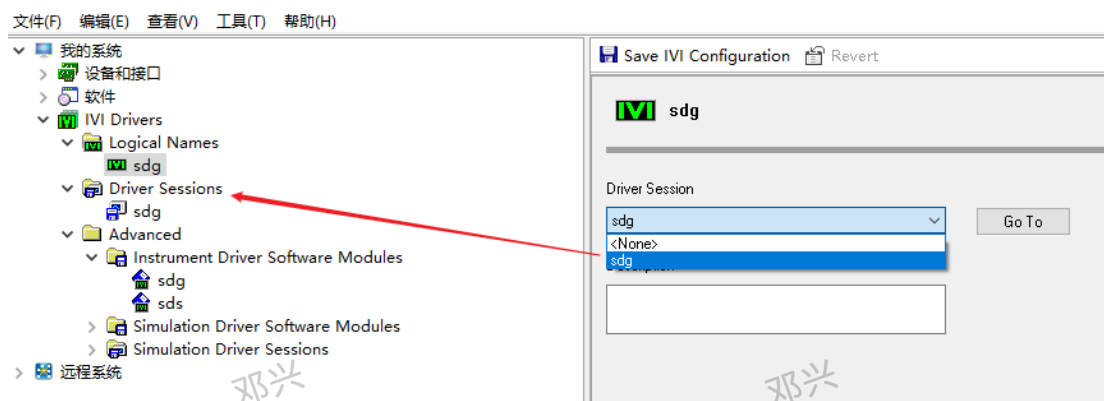 文件(F) 编辑(E) 查看(V) 工具(T) 帮助(H)
我的系统
设备和接口
软件
IVI Drivers
Logical Names
sdg
Driver Sessions
sdg
Advanced
Instrument Driver Software Modules
sdg
sds
Simulation Driver Software Modules
Simulation Driver Sessions
远程系统
邓兴
Save IVI Configuration Revert
IVI sdg
Driver Session
sdg Go To
<None>
sdg
邓兴